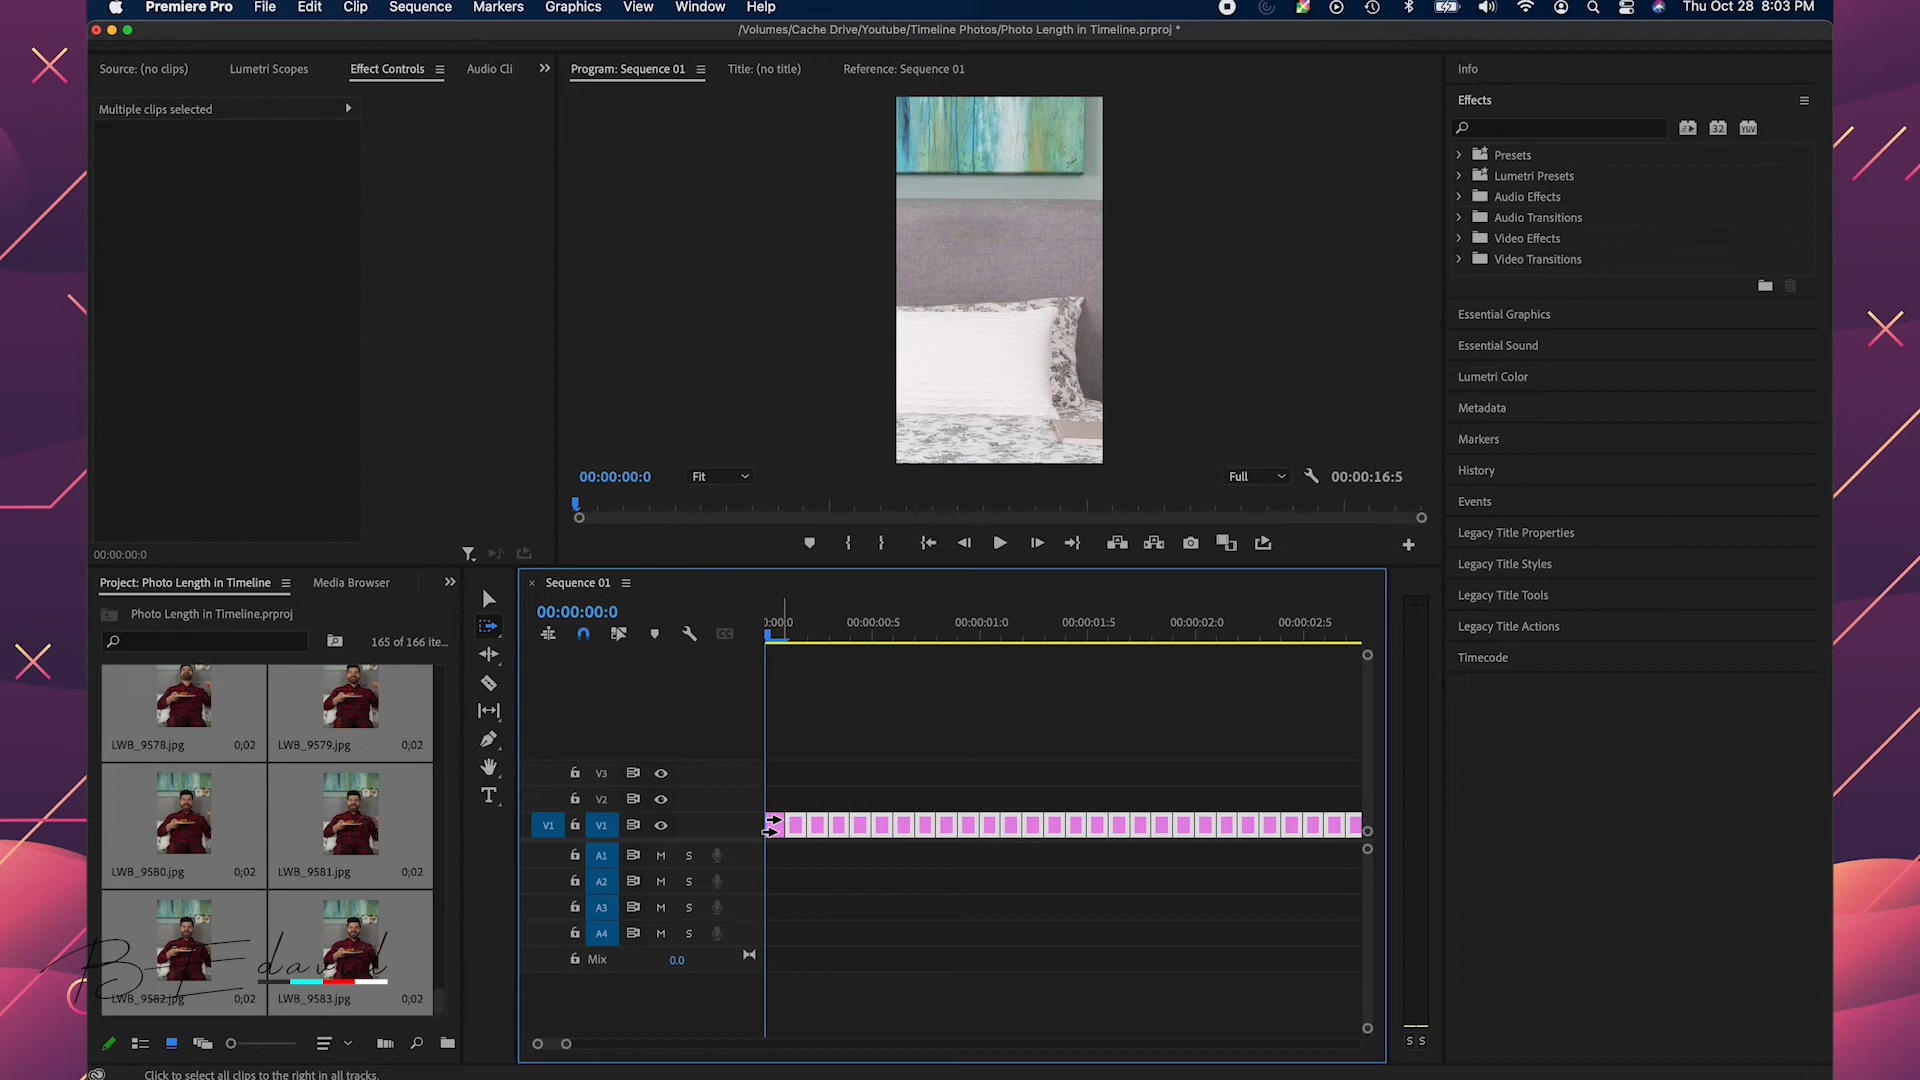 Premiere Pro File Edit Clip Sequence Markers Graphics View Window Help Thu Oct 28 8:03 PM
/Volumes/Cache Drive/Youtube/Timeline Photos/Photo Length in Timeline.prproj *
Source: (no clips) Lumetri Scopes Effect Controls Audio Cli
Program: Sequence 01 Title: (no title) Reference: Sequence 01
Info
Effects
Multiple clips selected
32 YUV
Presets
Lumetri Presets
Audio Effects
Audio Transitions
Video Effects
Video Transitions
Essential Graphics
Essential Sound
Lumetri Color
Metadata
Markers
History
Events
Legacy Title Properties
Legacy Title Styles
Legacy Title Tools
Legacy Title Actions
Timecode
00:00:00:0 Fit Full 00:00:16:5
00:00:00:0
Project: Photo Length in Timeline Media Browser
Photo Length in Timeline.prproj
165 of 166 ite...
LWB_9578.jpg 0;02 LWB_9579.jpg 0;02
LWB_9580.jpg 0;02 LWB_9581.jpg 0;02
LWB_9582.jpg 0;02 LWB_9583.jpg 0;02
B-Edavid
Sequence 01
00:00:00:0
:00:0 00:00:00:5 00:00:01:0 00:00:01:5 00:00:02:0 00:00:02:5
V3
V2
V1 V1
A1 M S
A2 M S
A3 M S
A4 M S
Mix 0.0
S S
Click to select all clips to the right in all tracks.